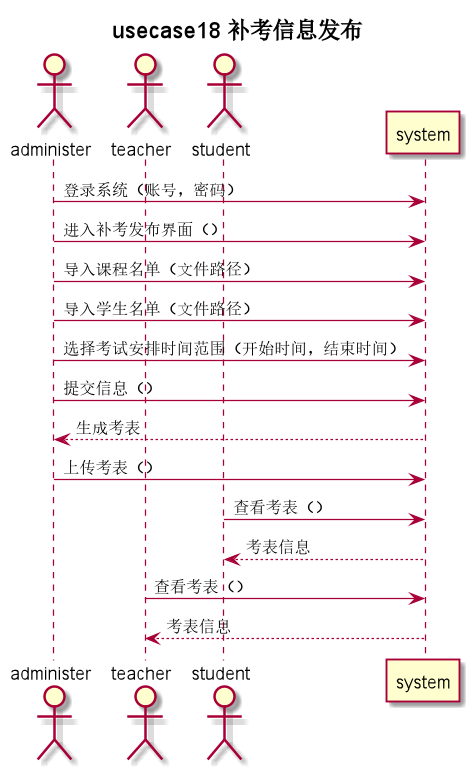 usecase18 补考信息发布
administer teacher student system
登录系统（账号，密码）
进入补考发布界面（）
导入课程名单（文件路径）
导入学生名单（文件路径）
选择考试安排时间范围（开始时间，结束时间）
提交信息（）
生成考表
上传考表（）
查看考表（）
考表信息
查看考表（）
考表信息
administer teacher student system